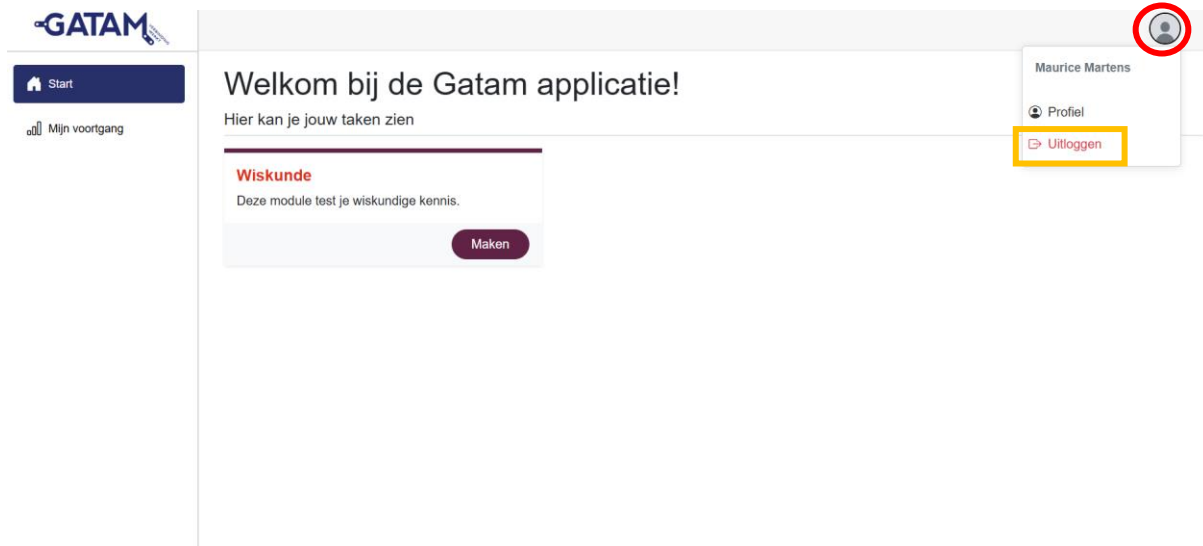 GATAM
Maurice Martens
Start
Welkom bij de Gatam applicatie!
Profiel
Hier kan je jouw taken zien
Mijn voortgang
Uitloggen
Wiskunde
Deze module test je wiskundige kennis.
Maken